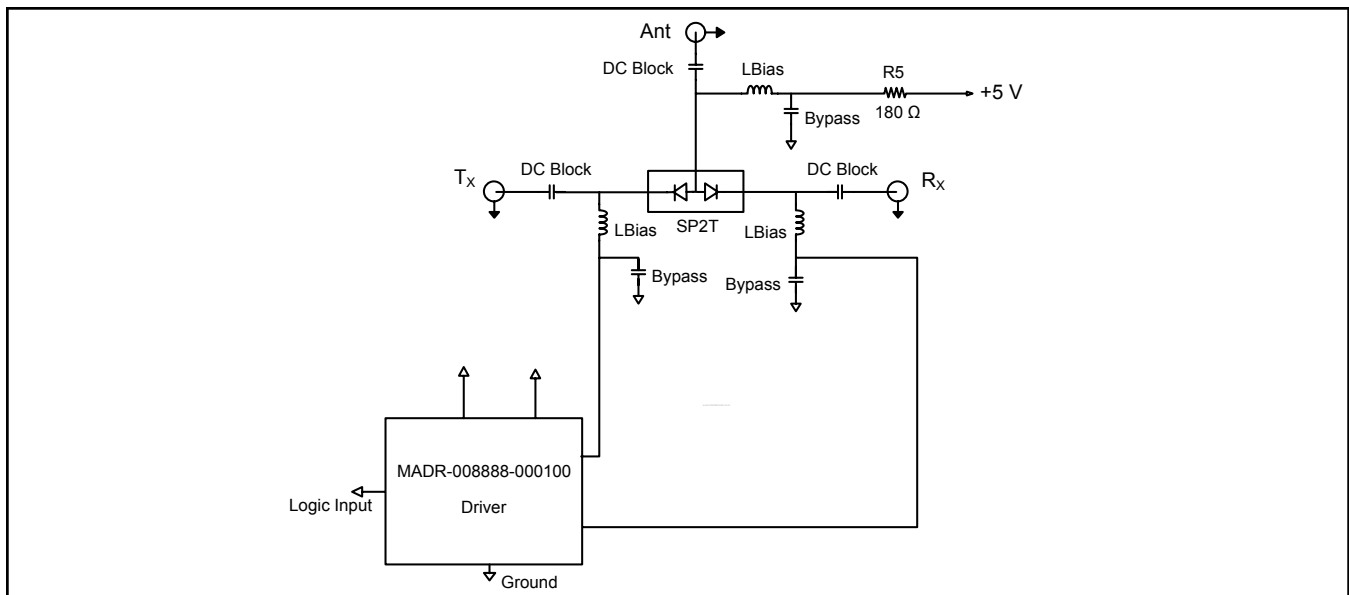 Ant
DC Block
LBias
R5
+5 V
180 Ω
Bypass
DC Block
DC Block
TX
RX
SP2T
LBias
LBias
Bypass
Bypass
MADR-008888-000100
Logic Input
Driver
Ground